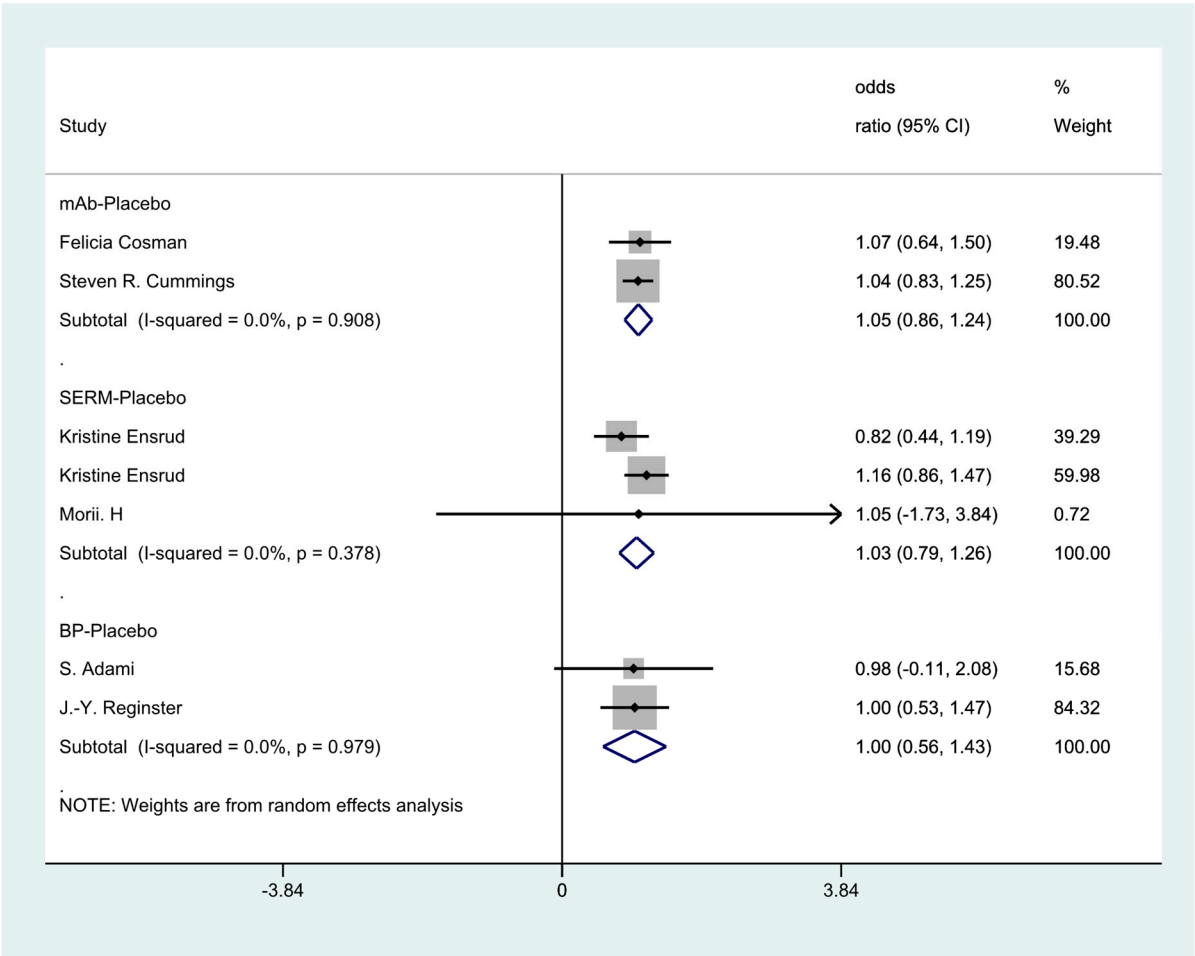 odds %
Study ratio (95% CI) Weight
mAb-Placebo
Felicia Cosman 1.07 (0.64, 1.50) 19.48
Steven R. Cummings 1.04 (0.83, 1.25) 80.52
Subtotal (I-squared = 0.0%, p = 0.908) 1.05 (0.86, 1.24) 100.00
.
SERM-Placebo
Kristine Ensrud 0.82 (0.44, 1.19) 39.29
Kristine Ensrud 1.16 (0.86, 1.47) 59.98
Morii. H 1.05 (-1.73, 3.84) 0.72
Subtotal (I-squared = 0.0%, p = 0.378) 1.03 (0.79, 1.26) 100.00
.
BP-Placebo
S. Adami 0.98 (-0.11, 2.08) 15.68
J.-Y. Reginster 1.00 (0.53, 1.47) 84.32
Subtotal (I-squared = 0.0%, p = 0.979) 1.00 (0.56, 1.43) 100.00
.
NOTE: Weights are from random effects analysis
-3.84 0 3.84